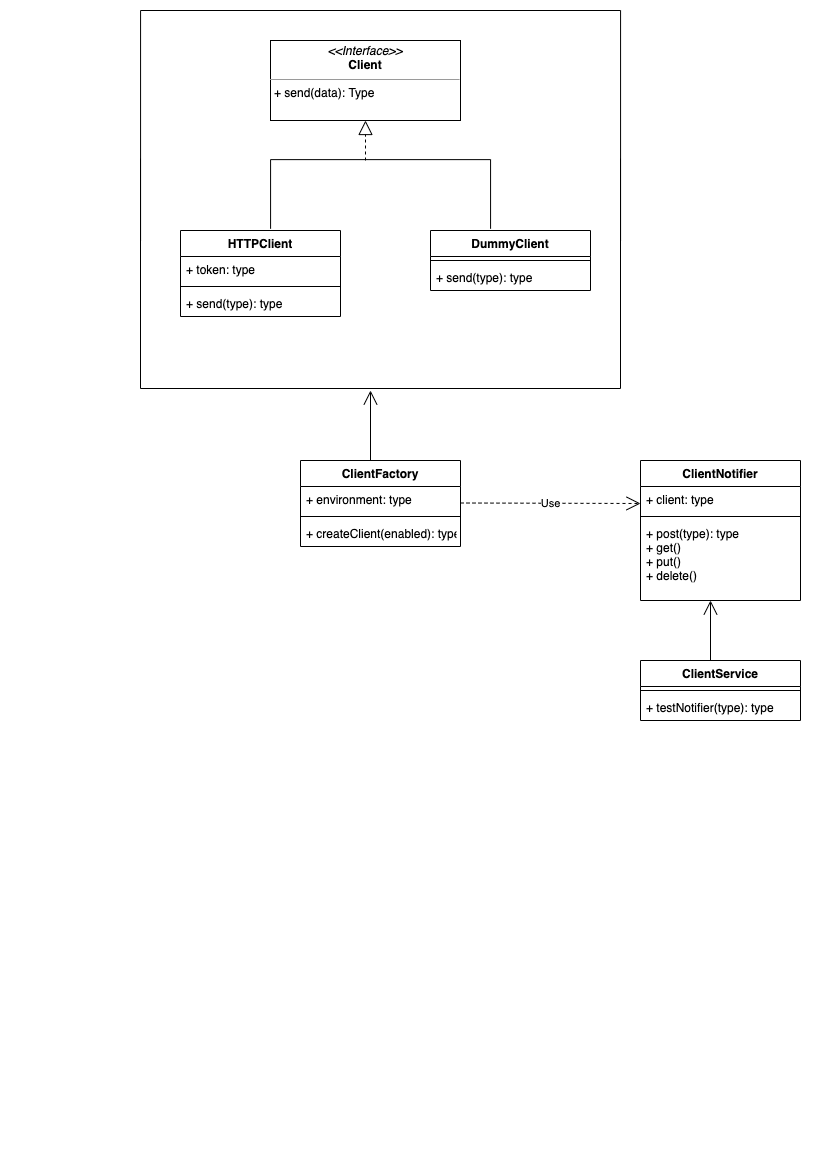 <<Interface>>
Client
+ send(data): Type
HTTPClient
+ token: type
+ send(type): type
DummyClient
+ send(type): type
ClientFactory
+ environment: type
+ createClient(enabled): type
Use
ClientNotifier
+ client: type
+ post(type): type
+ get()
+ put()
+ delete()
ClientService
+ testNotifier(type): type